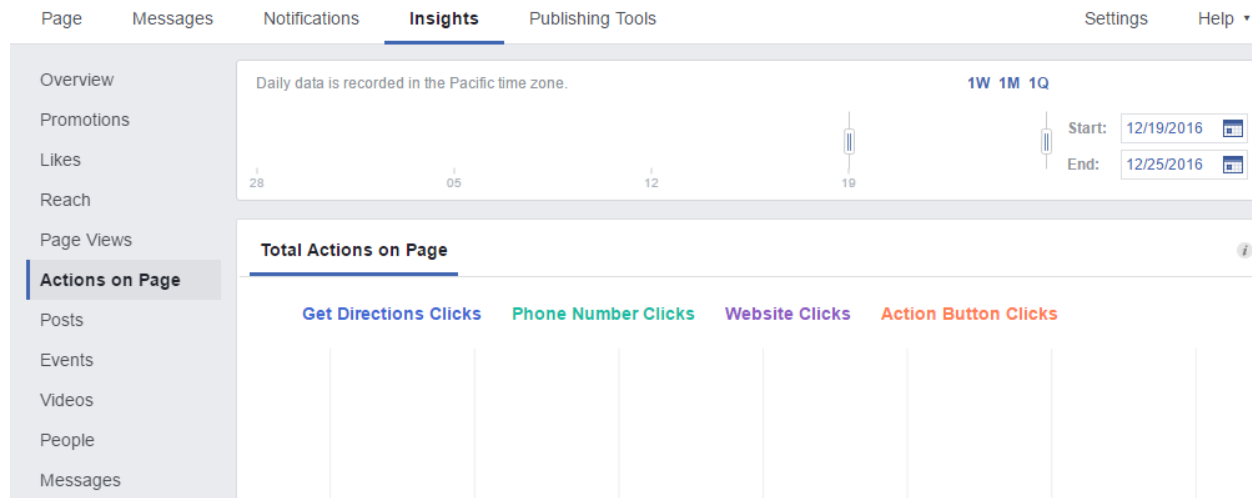 Page Messages Notifications Insights Publishing Tools Settings Help
Overview
Promotions
Likes
Reach
Page Views
Actions on Page
Posts
Events
Videos
People
Messages
Daily data is recorded in the Pacific time zone.
1W 1M 1Q
28 05 12 19
Start: 12/19/2016
End: 12/25/2016
Total Actions on Page
i
Get Directions Clicks Phone Number Clicks Website Clicks Action Button Clicks